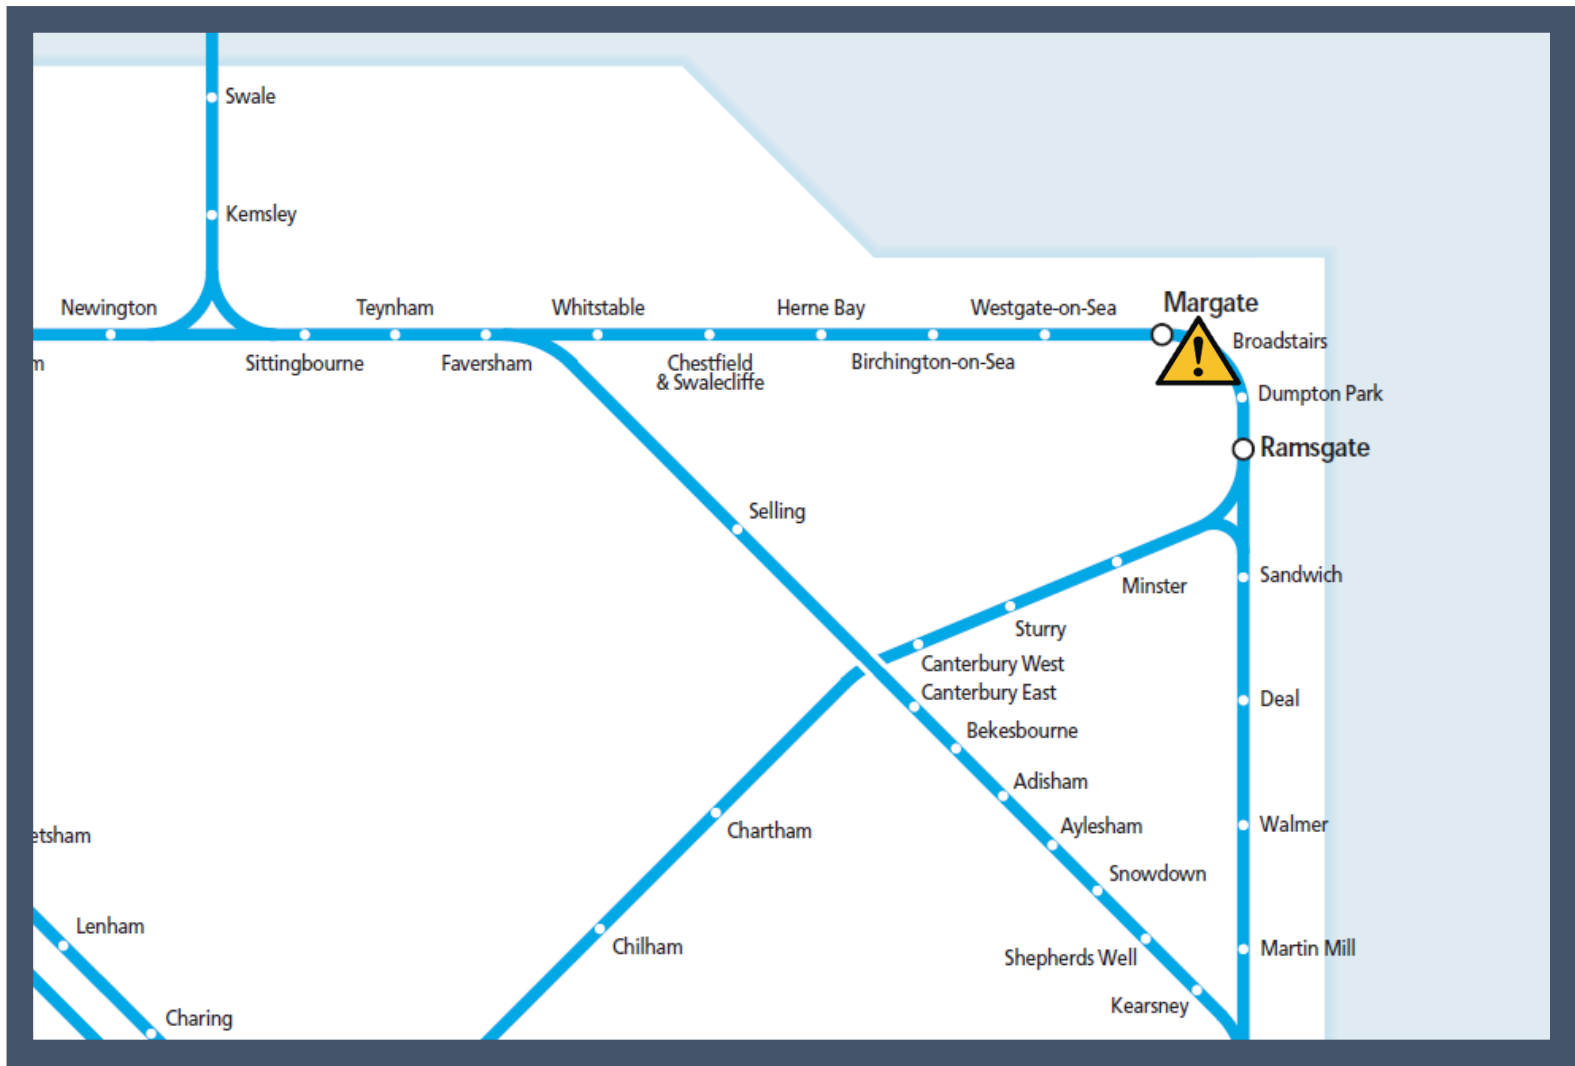 Swale
Kemsley
Newington
Teynham
Whitstable
Herne Bay
Westgate-on-Sea
Margate
Broadstairs
m
Sittingbourne
Faversham
Chestfield
& Swalecliffe
Birchington-on-Sea
!
Dumpton Park
Ramsgate
Selling
Sandwich
Minster
Sturry
Canterbury West
Canterbury East
Deal
Bekesbourne
Adisham
Aylesham
Walmer
Chartham
etsham
Snowdown
Lenham
Chilham
Shepherds Well
Martin Mill
Kearsney
Charing